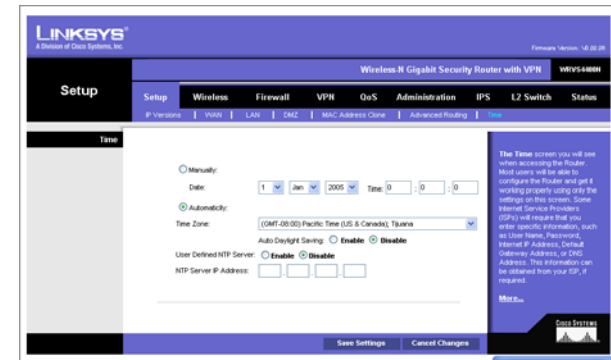 LINKSYS®
A Division of Cisco Systems, Inc.
Firmware Version: V0.00.09
Wireless-N Gigabit Security Router with VPN WRVS4400N
Setup
Setup Wireless Firewall VPN QoS Administration IPS L2 Switch Status
IP Versions | WAN | LAN | DMZ | MAC Address Clone | Advanced Routing | Time
Time
Manually:
Date: 1 Jan 2005 Time: 0 : 0 : 0
Automaticlly:
Time Zone: (GMT-08:00) Pacific Time (US & Canada); Tijuana
Auto Daylight Saving: Enable Disable
User Defined NTP Server: Enable Disable
NTP Server IP Address: . . .
The Time screen you will see
when accessing the Router.
Most users will be able to
configure the Router and get it
working properly using only the
settings on this screen. Some
Internet Service Providers
(ISPs) will require that you
enter specific information, such
as User Name, Password,
Internet IP Address, Default
Gateway Address, or DNS
Address. This information can
be obtained from your ISP, if
required.
More...
Save Settings Cancel Changes
CISCO SYSTEMS